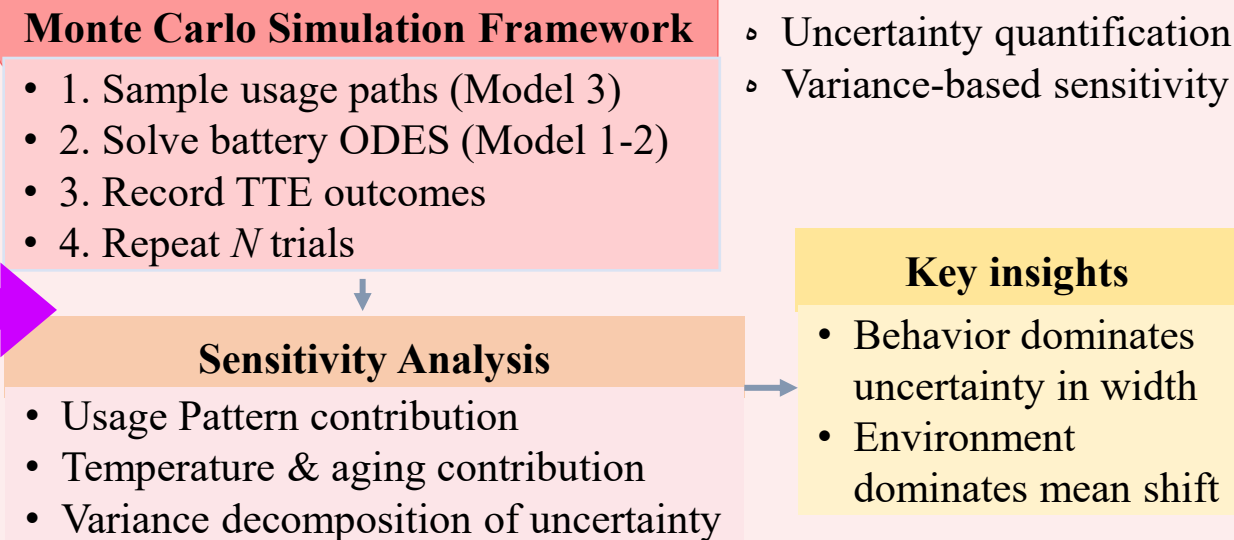 Monte Carlo Simulation Framework
• 1. Sample usage paths (Model 3)
• 2. Solve battery ODES (Model 1-2)
• 3. Record TTE outcomes
• 4. Repeat N trials
Uncertainty quantification
Variance-based sensitivity
Sensitivity Analysis
• Usage Pattern contribution
• Temperature & aging contribution
• Variance decomposition of uncertainty
Key insights
• Behavior dominates
uncertainty in width
• Environment
dominates mean shift